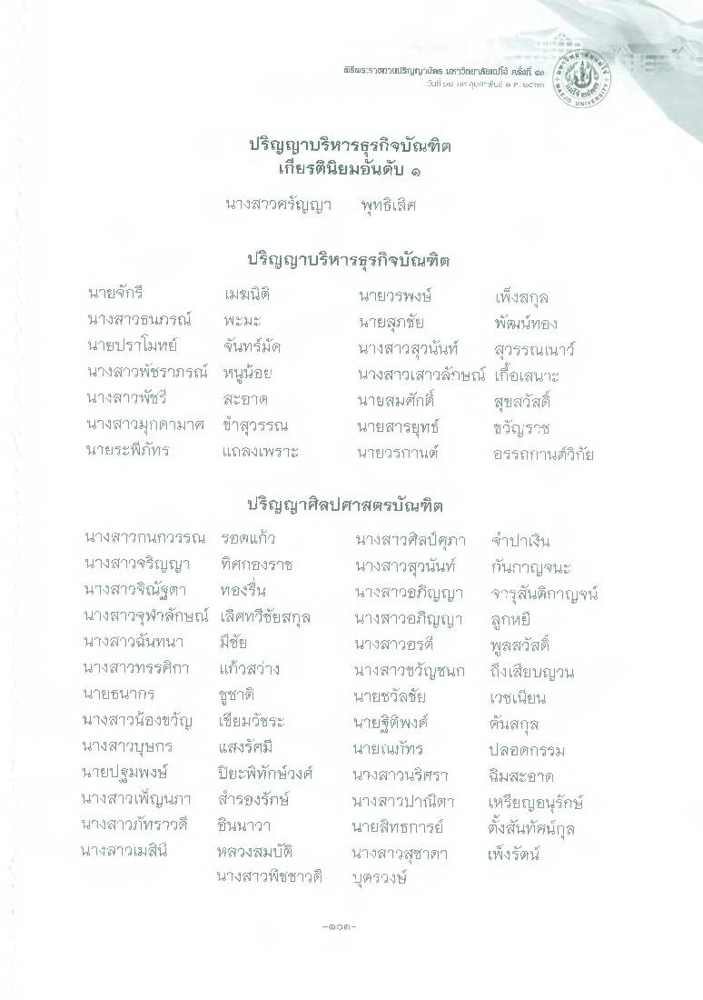 พิธีพระราชทานปริญญาบัตร มหาวิทยาลัยแม่โจ้ ครั้งที่ ๔๐
มหาวิทยาลัยแม่โจ้
MAEJO UNIVERSITY
ปริญญาบริหารธุรกิจบัณฑิต
เกียรตินิยมอันดับ ๑
นางสาวศรัญญา พุทธิเลิศ
ปริญญาบริหารธุรกิจบัณฑิต
นายจักรี เมฆนิติ นายวรพงษ์ เพ็งสกุล
นางสาวธนภรณ์ พะมะ นายสุภชัย พัฒน์ทอง
นายปราโมทย์ จันทร์มัด นางสาวสุวนันท์ สุวรรณเนาว์
นางสาวพัชราภรณ์ หนูน้อย นางสาวเสาวลักษณ์ เกื้อเสนาะ
นางสาวพัชรี สะอาด นายสมศักดิ์ สุขสวัสดิ์
นางสาวมุกดามาศ ขำสุวรรณ นายสารยุทธ์ ขวัญราช
นายระพีภัทร แถลงเพราะ นายวรกานต์ อรรถกานต์วิกัย
ปริญญาศิลปศาสตรบัณฑิต
นางสาวกนกวรรณ รอดแก้ว นางสาวศิลป์ศุภา จำปาเงิน
นางสาวจริญญา ทิศกองราช นางสาวสุวนันท์ กันกาญจนะ
นางสาวจิณัฐตา ทองรื่น นางสาวอภิญญา จารุสันติกาญจน์
นางสาวจุฬาลักษณ์ เลิศทวีชัยสกุล นางสาวอภิญญา ลูกหยี
นางสาวฉันทนา มีชัย นางสาวอรดี พูลสวัสดิ์
นางสาวทรรศิกา แก้วสว่าง นางสาวขวัญชนก ถึงเสียบญวน
นายธนากร ชูชาติ นายชวัลชัย เวชเนียน
นางสาวน้องขวัญ เขียมวัชระ นายฐิติพงศ์ ตันสกุล
นางสาวบุษกร แสงรัศมี นายณภัทร ปลอดกรรม
นายปฐมพงษ์ ปิยะพิทักษ์วงศ์ นางสาวนริศรา ฉิมสะอาด
นางสาวเพ็ญนภา สำรองรักษ์ นางสาวปาณิตา เหรียญอนุรักษ์
นางสาวภัทราวดี อินนาวา นายสิทธการย์ ตั้งสันทัศน์กุล
นางสาวเมสินี หลวงสมบัติ นางสาวสุชาดา เพ็งรัตน์
นางสาวพิชชาวดี บุตรวงษ์
-๑๐๓-